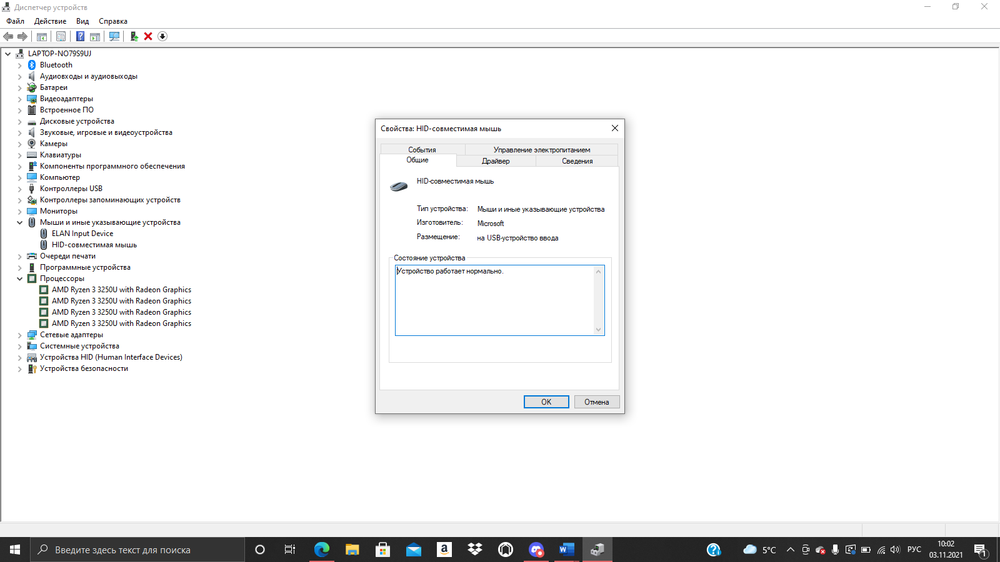 Диспетчер устройств
Файл Действие Вид Справка
LAPTOP-NO79S9UJ
Bluetooth
Аудиовходы и аудиовыходы
Батареи
Видеоадаптеры
Встроенное ПО
Дисковые устройства
Звуковые, игровые и видеоустройства
Камеры
Клавиатуры
Компоненты программного обеспечения
Компьютер
Контроллеры USB
Контроллеры запоминающих устройств
Мониторы
Мыши и иные указывающие устройства
ELAN Input Device
HID-совместимая мышь
Очереди печати
Программные устройства
Процессоры
AMD Ryzen 3 3250U with Radeon Graphics
AMD Ryzen 3 3250U with Radeon Graphics
AMD Ryzen 3 3250U with Radeon Graphics
AMD Ryzen 3 3250U with Radeon Graphics
Сетевые адаптеры
Системные устройства
Устройства HID (Human Interface Devices)
Устройства безопасности
Свойства: HID-совместимая мышь
События Управление электропитанием
Общие Драйвер Сведения
HID-совместимая мышь
Тип устройства: Мыши и иные указывающие устройства
Изготовитель: Microsoft
Размещение: на USB-устройство ввода
Состояние устройства
Устройство работает нормально.
OK Отмена
Введите здесь текст для поиска
5°C
РУС
10:02
03.11.2021
1